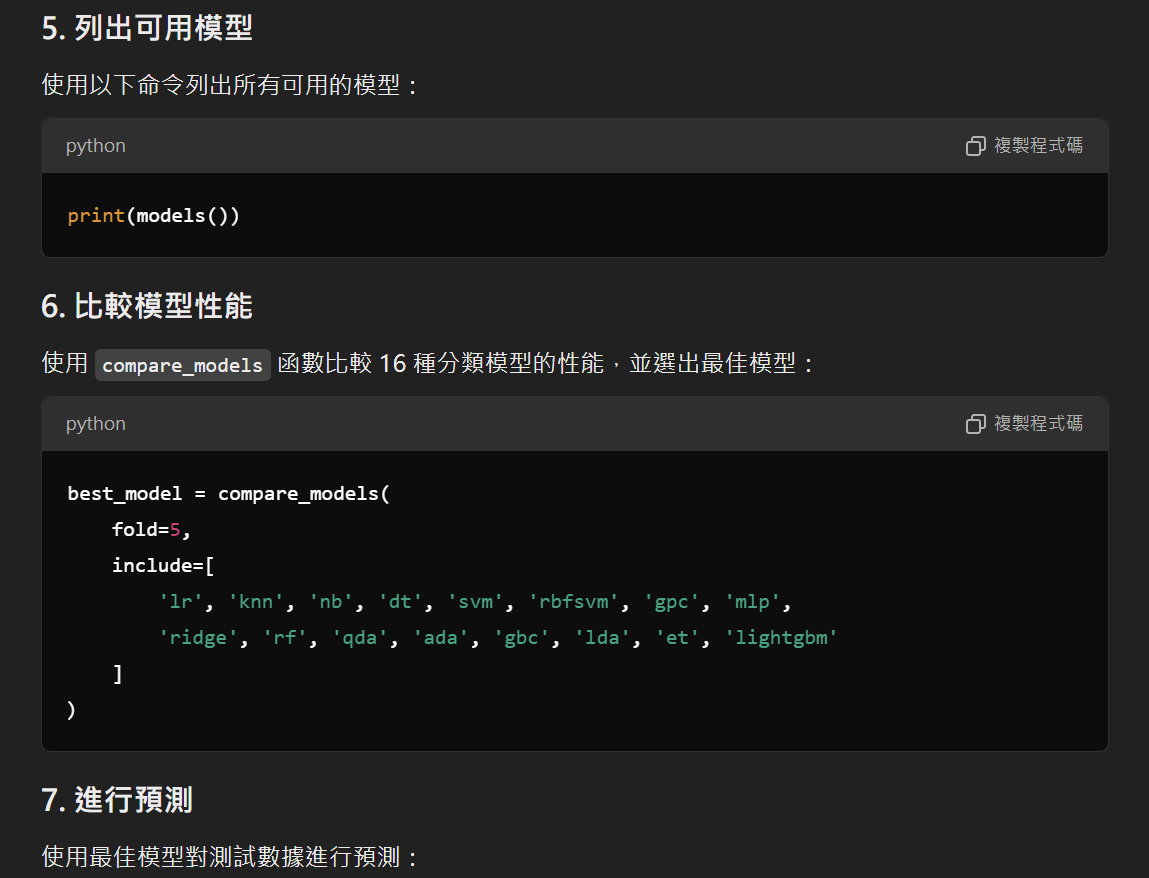 5. 列出可用模型
使用以下命令列出所有可用的模型：
python
複製程式碼
print(models())
6. 比較模型性能
使用 compare_models 函數比較 16 種分類模型的性能，並選出最佳模型：
python
複製程式碼
best_model = compare_models(
    fold=5,
    include=[
        'lr', 'knn', 'nb', 'dt', 'svm', 'rbfsvm', 'gpc', 'mlp',
        'ridge', 'rf', 'qda', 'ada', 'gbc', 'lda', 'et', 'lightgbm'
    ]
)
7. 進行預測
使用最佳模型對測試數據進行預測：